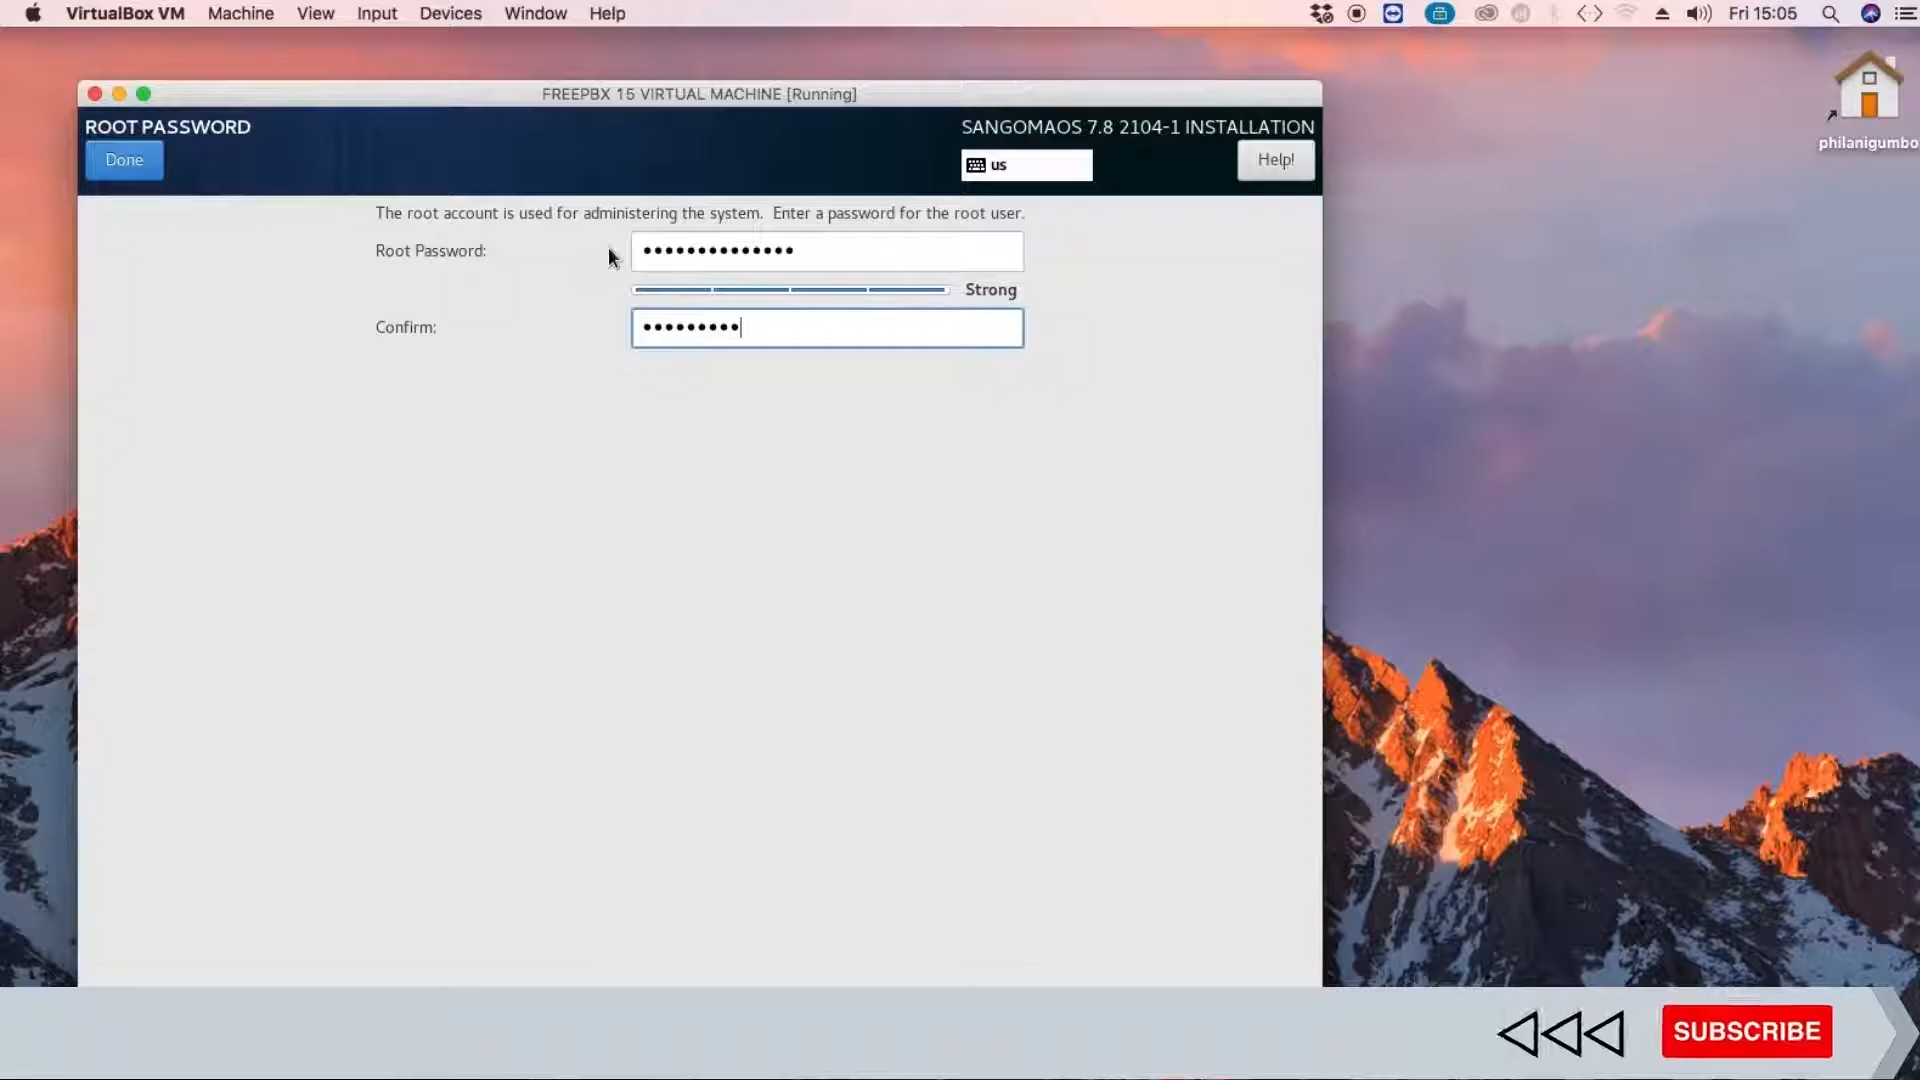 VirtualBox VM Machine View Input Devices Window Help Fri 15:05
philanigumbo
FREEPBX 15 VIRTUAL MACHINE [Running]
ROOT PASSWORD SANGOMAOS 7.8 2104-1 INSTALLATION
Done us Help!
The root account is used for administering the system. Enter a password for the root user.
Root Password: ••••••••••••••
Strong
Confirm: •••••••••
SUBSCRIBE